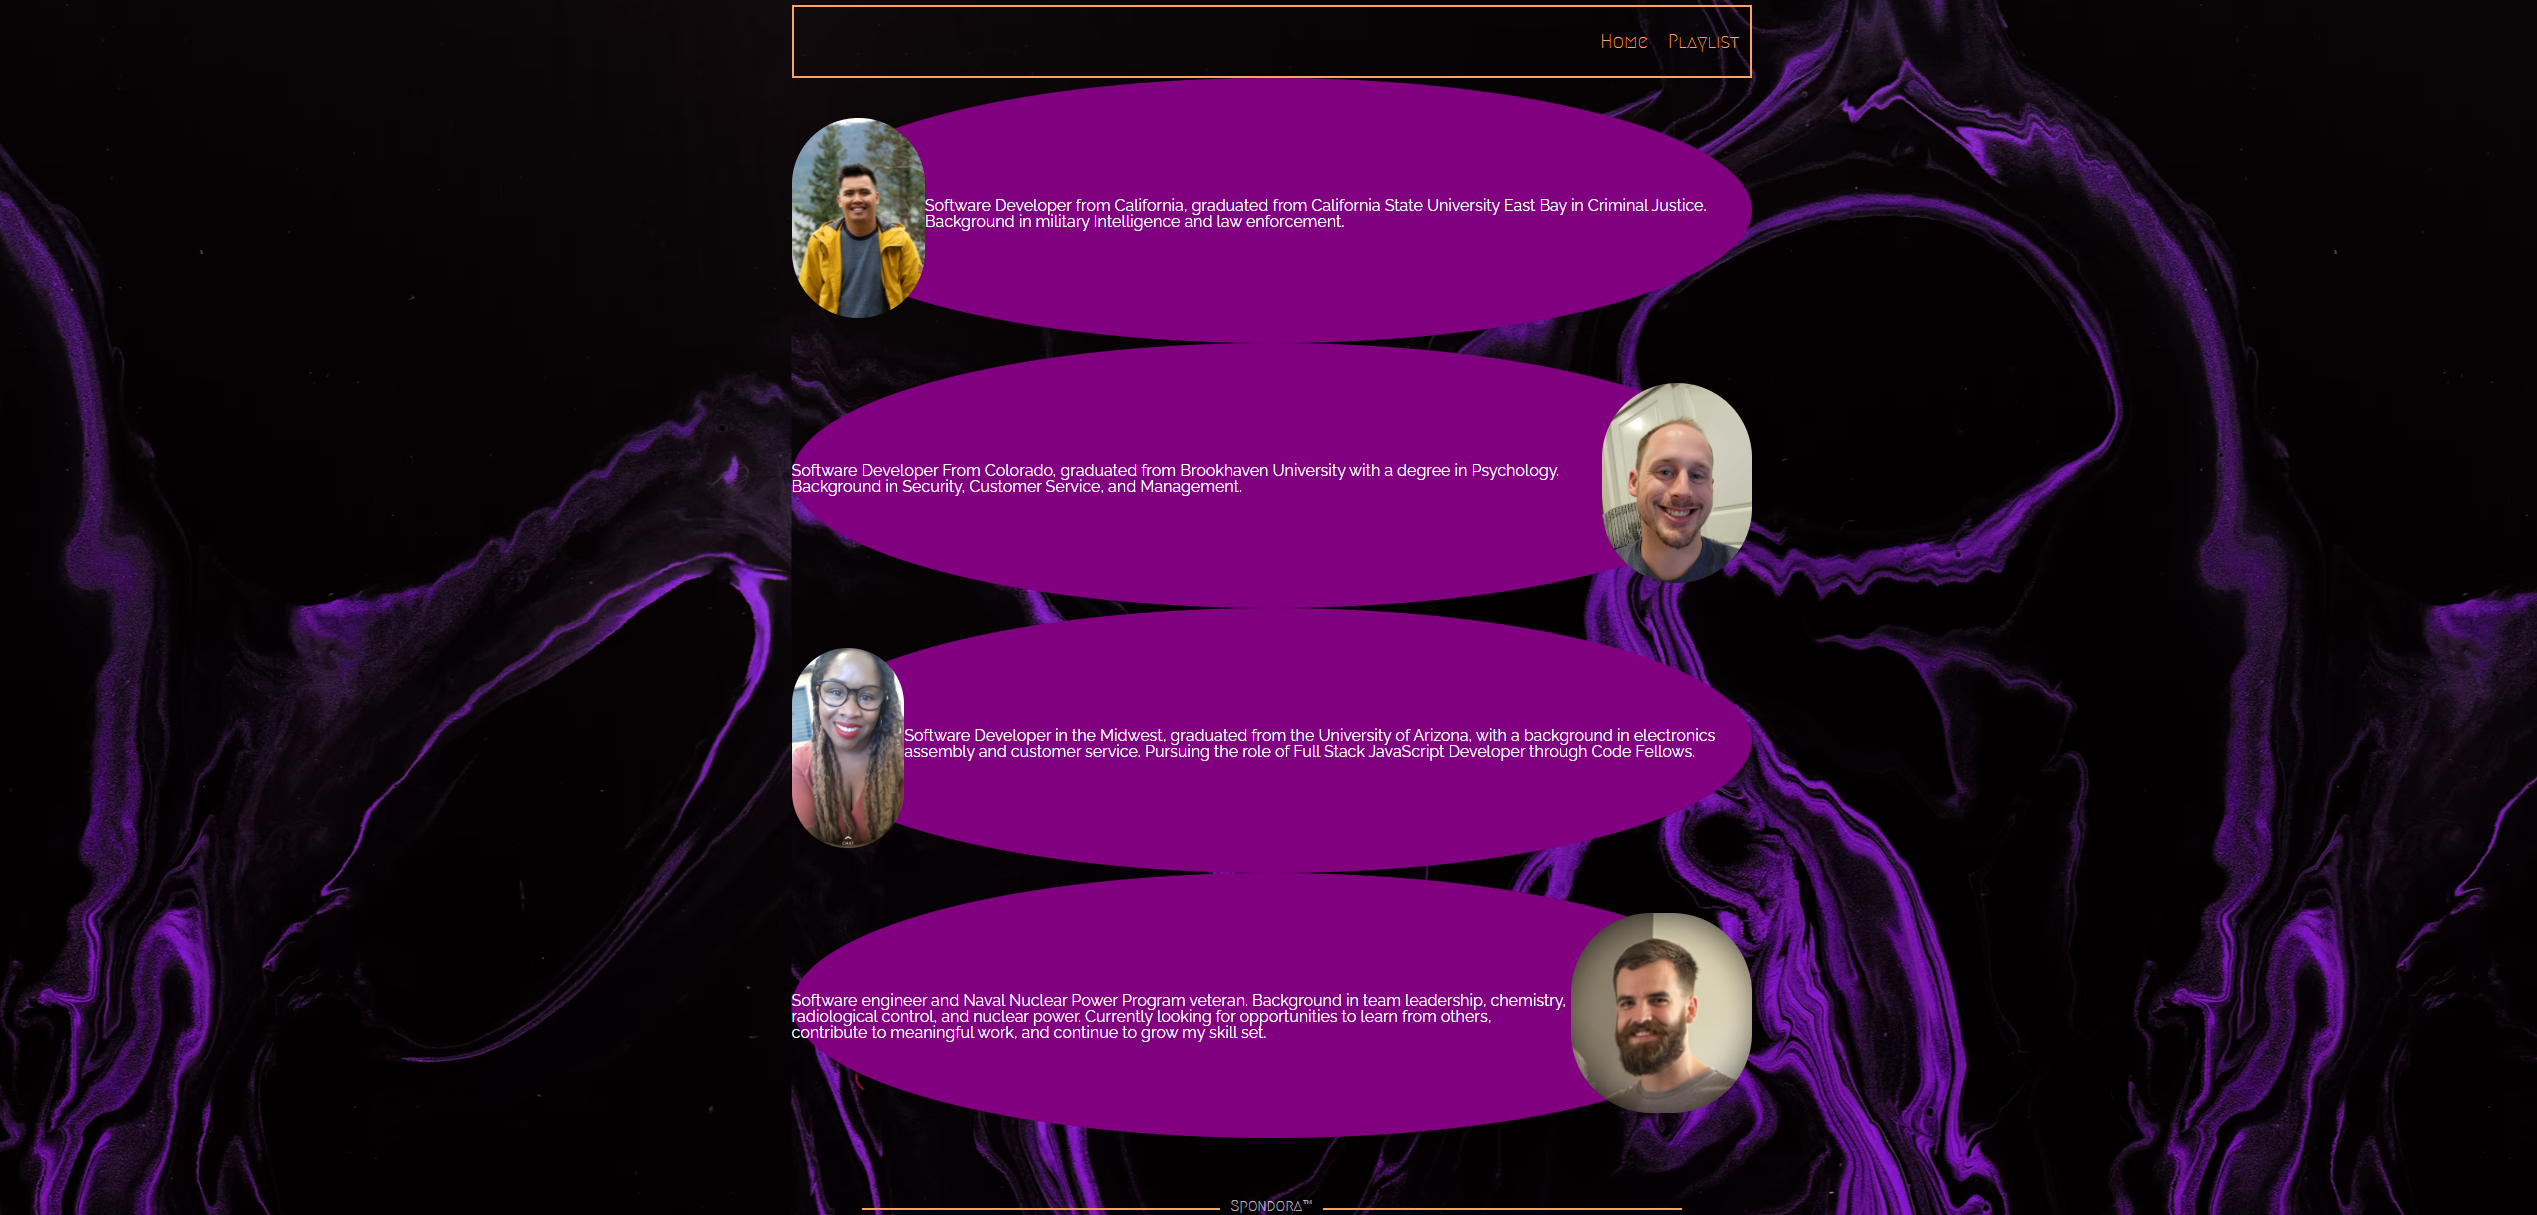 Home Playlist
Software Developer from California, graduated from California State University East Bay in Criminal Justice.
Background in military Intelligence and law enforcement.
Software Developer From Colorado, graduated from Brookhaven University with a degree in Psychology.
Background in Security, Customer Service, and Management.
Software Developer in the Midwest, graduated from the University of Arizona, with a background in electronics
assembly and customer service. Pursuing the role of Full Stack JavaScript Developer through Code Fellows.
Software engineer and Naval Nuclear Power Program veteran. Background in team leadership, chemistry,
radiological control, and nuclear power. Currently looking for opportunities to learn from others,
contribute to meaningful work, and continue to grow my skill set.
Spondora™